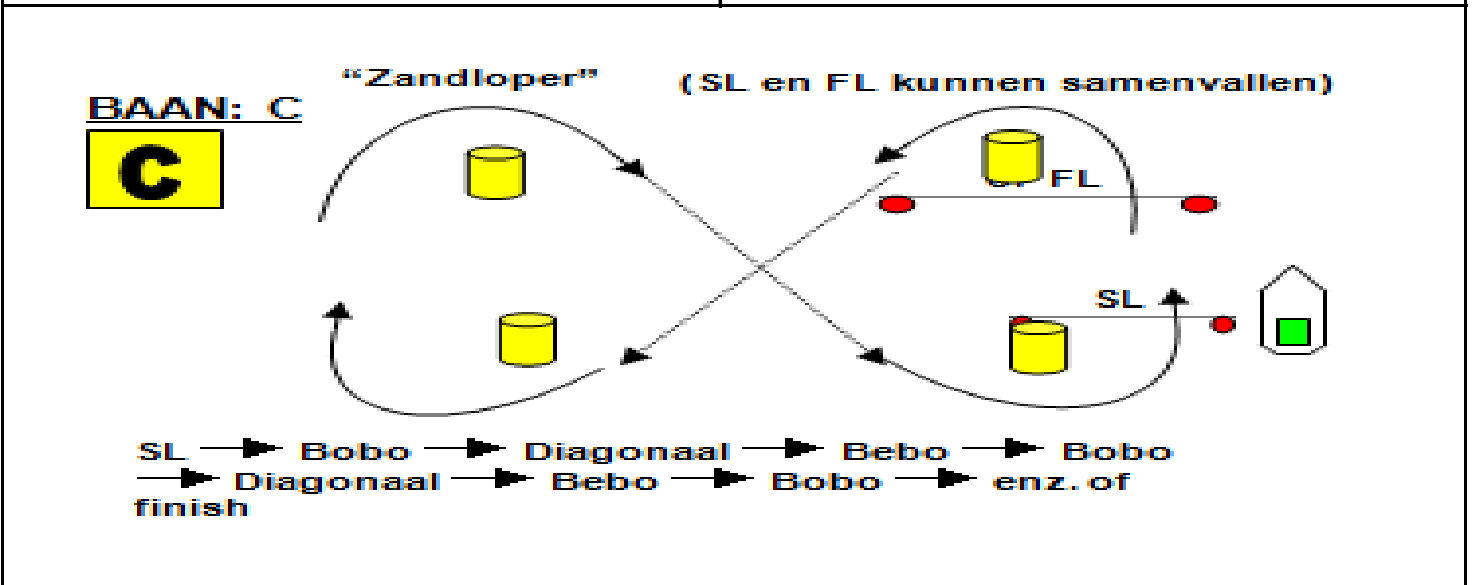 “Zandloper”
(SL en FL kunnen samenvallen)
BAAN: C
C
FL
SL
SL → Bobo → Diagonaal → Bebo → Bobo
→ Diagonaal → Bebo → Bobo → enz. of
finish